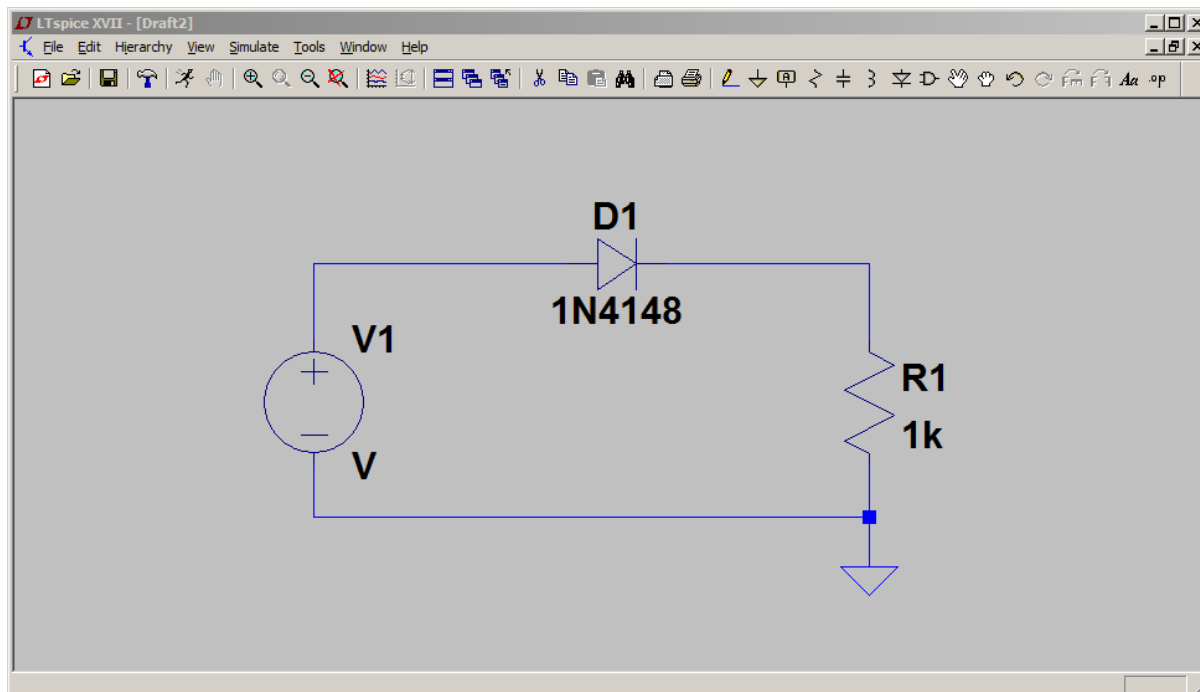 LTspice XVII - [Draft2]
File Edit Hierarchy View Simulate Tools Window Help
Aa .op
D1
1N4148
V1
V
R1
1k